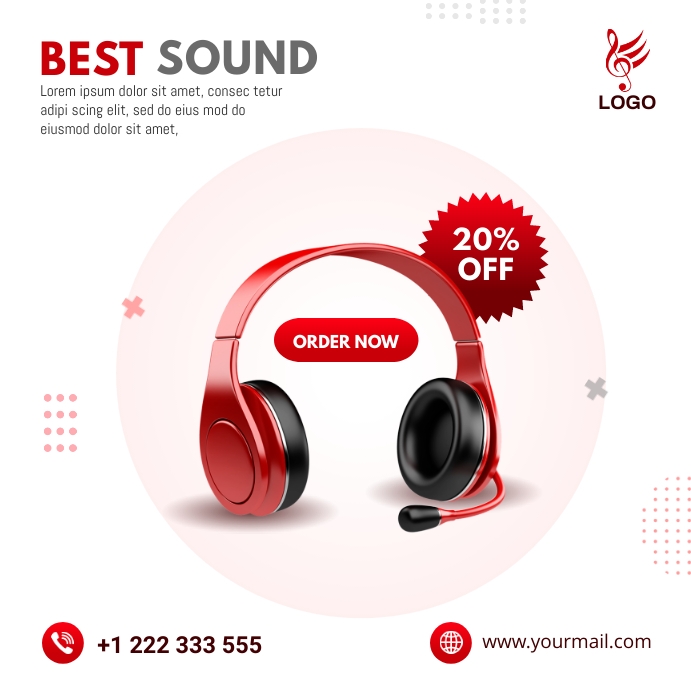 BEST SOUND
Lorem ipsum dolor sit amet, consec tetur
adipi scing elit, sed do eius mod do
eiusmod dolor sit amet,
LOGO
20%
OFF
ORDER NOW
+1 222 333 555
www.yourmail.com